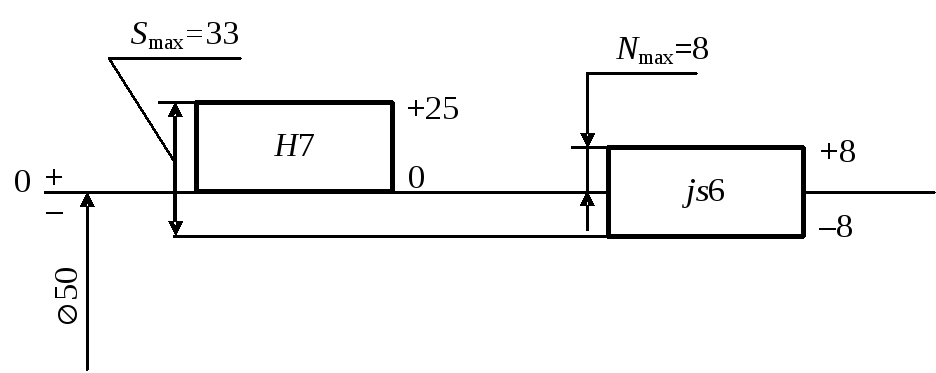 Smax=33
Nmax=8
+25
H7
+8
0 +
0
js6
–
–8
⌀50